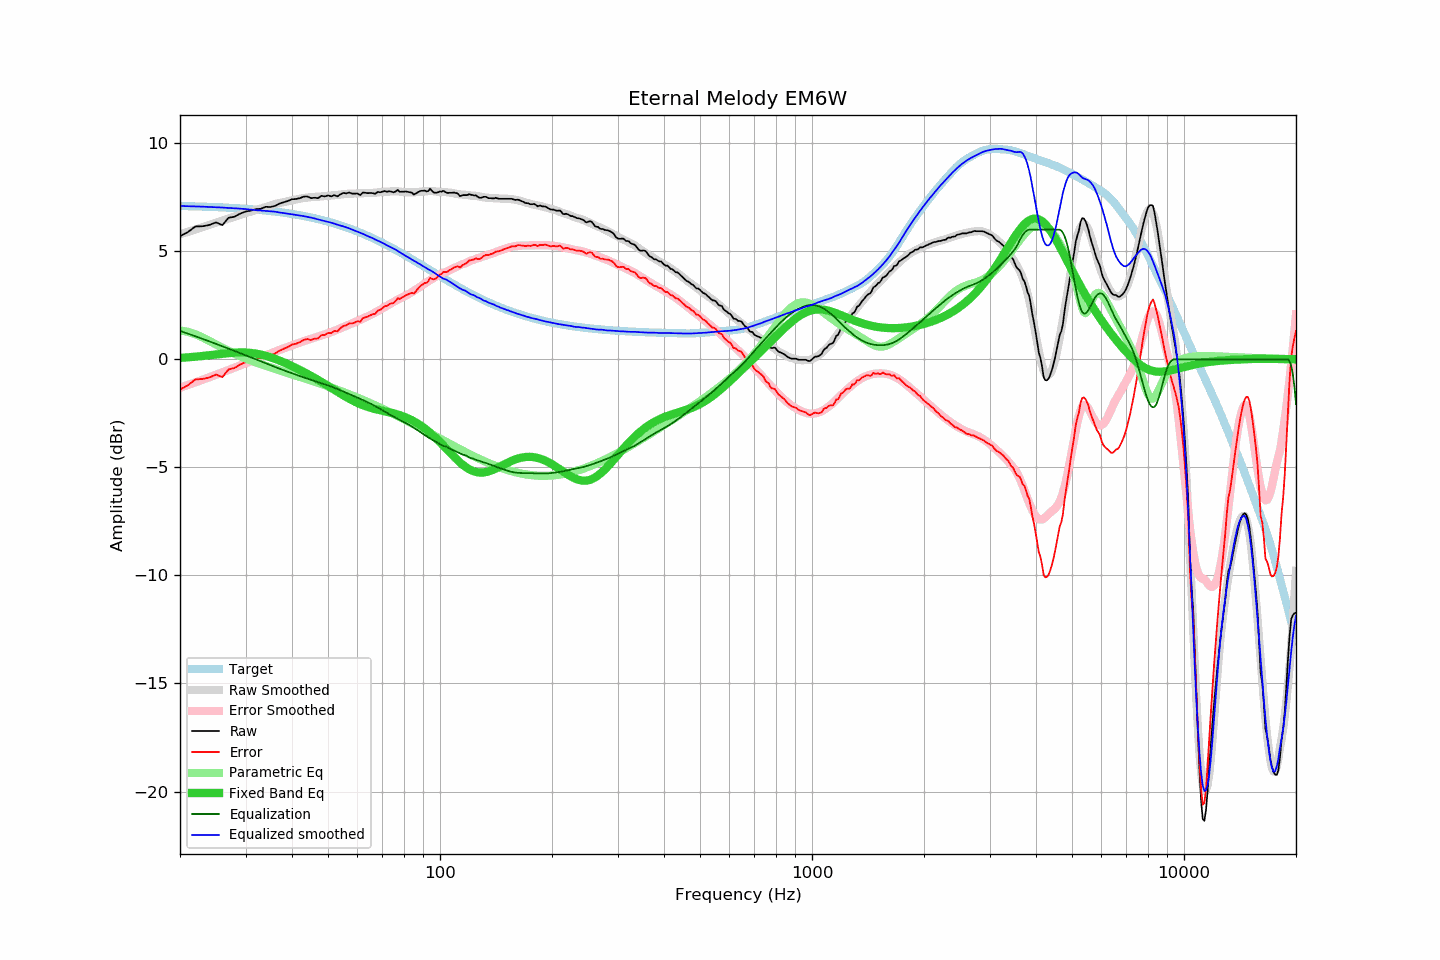 Eternal Melody EM6W
Amplitude (dBr)
10
5
0
−5
−10
−15
−20
Target
Raw Smoothed
Error Smoothed
Raw
Error
Parametric Eq
Fixed Band Eq
Equalization
Equalized smoothed
100
1000
10000
Frequency (Hz)